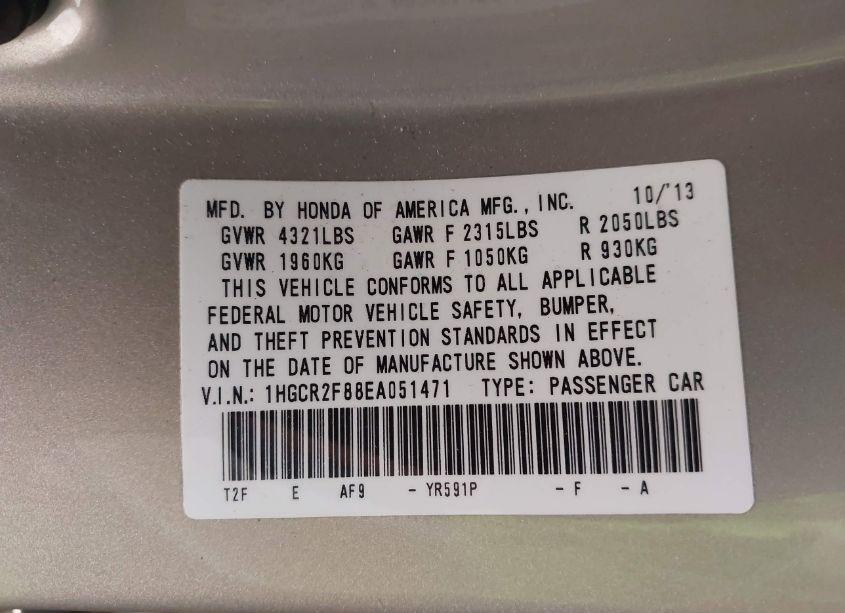 MFD. BY HONDA OF AMERICA MFG., INC. 10/'13
GVWR 4321LBS GAWR F 2315LBS R 2050LBS
GVWR 1960KG GAWR F 1050KG R 930KG
THIS VEHICLE CONFORMS TO ALL APPLICABLE
FEDERAL MOTOR VEHICLE SAFETY, BUMPER,
AND THEFT PREVENTION STANDARDS IN EFFECT
ON THE DATE OF MANUFACTURE SHOWN ABOVE.
V.I.N.: 1HGCR2F88EA051471 TYPE: PASSENGER CAR
T2F E AF9 - YR591P - F - A